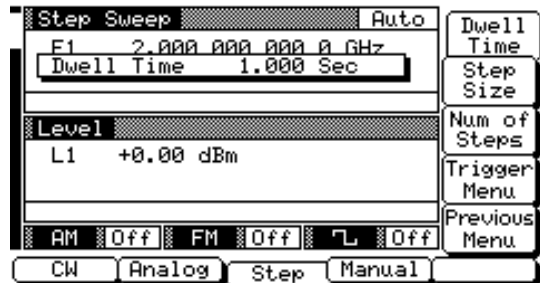 Step Sweep Auto
F1 2.000 000 000 0 GHz
Dwell Time 1.000 Sec
Level
L1 +0.00 dBm
AM Off FM Off Off
CW Analog Step Manual
Dwell Time
Step Size
Num of Steps
Trigger Menu
Previous Menu